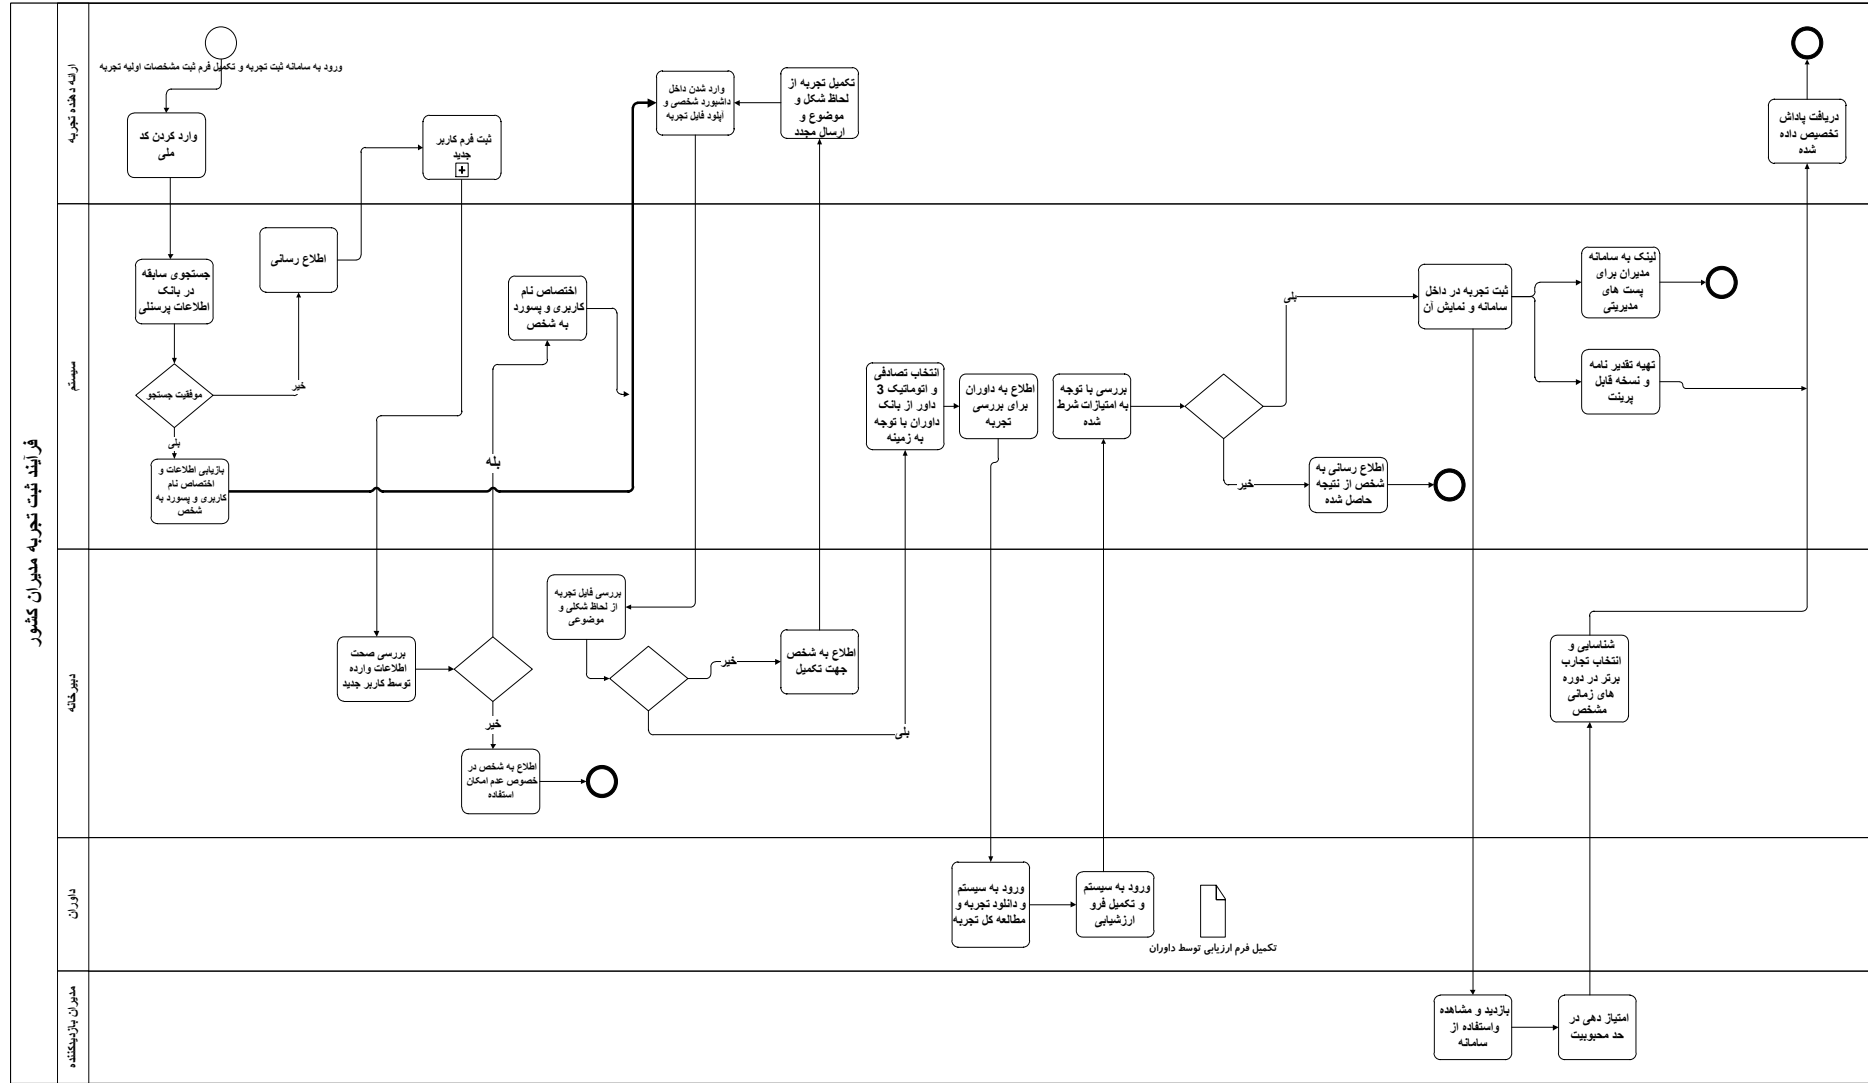 فرآیند ثبت تجربه مدیران کشور
ارائه دهنده تجربه
ورود به سامانه ثبت تجربه و تکمیل فرم ثبت مشخصات اولیه تجربه
وارد کردن کد
ملی
ثبت فرم کاربر
جدید
وارد شدن داخل
داشبورد شخصی و
آپلود فایل تجربه
تکمیل تجربه از
لحاظ شکل و
موضوع و
ارسال مجدد
دریافت پاداش
تخصیص داده
شده
سیستم
جستجوی سابقه
در بانک
اطلاعات پرسنلی
اطلاع رسانی
موفقیت جستجو
خیر
بلی
بازیابی اطلاعات و
اختصاص نام
کاربری و پسورد به
شخص
اختصاص نام
کاربری و پسورد
به شخص
بله
انتخاب تصادفی
و اتوماتیک 3
داور از بانک
داوران با توجه
به زمینه
اطلاع به داوران
برای بررسی
تجربه
بررسی با توجه
به امتیازات شرط
شده
بلی
خیر
اطلاع رسانی به
شخص از نتیجه
حاصل شده
ثبت تجربه در داخل
سامانه و نمایش آن
لینک به سامانه
مدیران برای
پست های
مدیریتی
تهیه تقدیر نامه
و نسخه قابل
پرینت
دبیرخانه
بررسی صحت
اطلاعات وارده
توسط کاربر جدید
خیر
اطلاع به شخص در
خصوص عدم امکان
استفاده
بررسی فایل تجربه
از لحاظ شکلی و
موضوعی
خیر
بلی
اطلاع به شخص
جهت تکمیل
شناسایی و
انتخاب تجارب
برتر در دوره
های زمانی
مشخص
داوران
ورود به سیستم
و دانلود تجربه و
مطالعه کل تجربه
ورود به سیستم
و تکمیل فرو
ارزشیابی
تکمیل فرم ارزیابی توسط داوران
مدیران بازدیدکننده
بازدید و مشاهده
واستفاده از
سامانه
امتیاز دهی در
حد محبوبیت